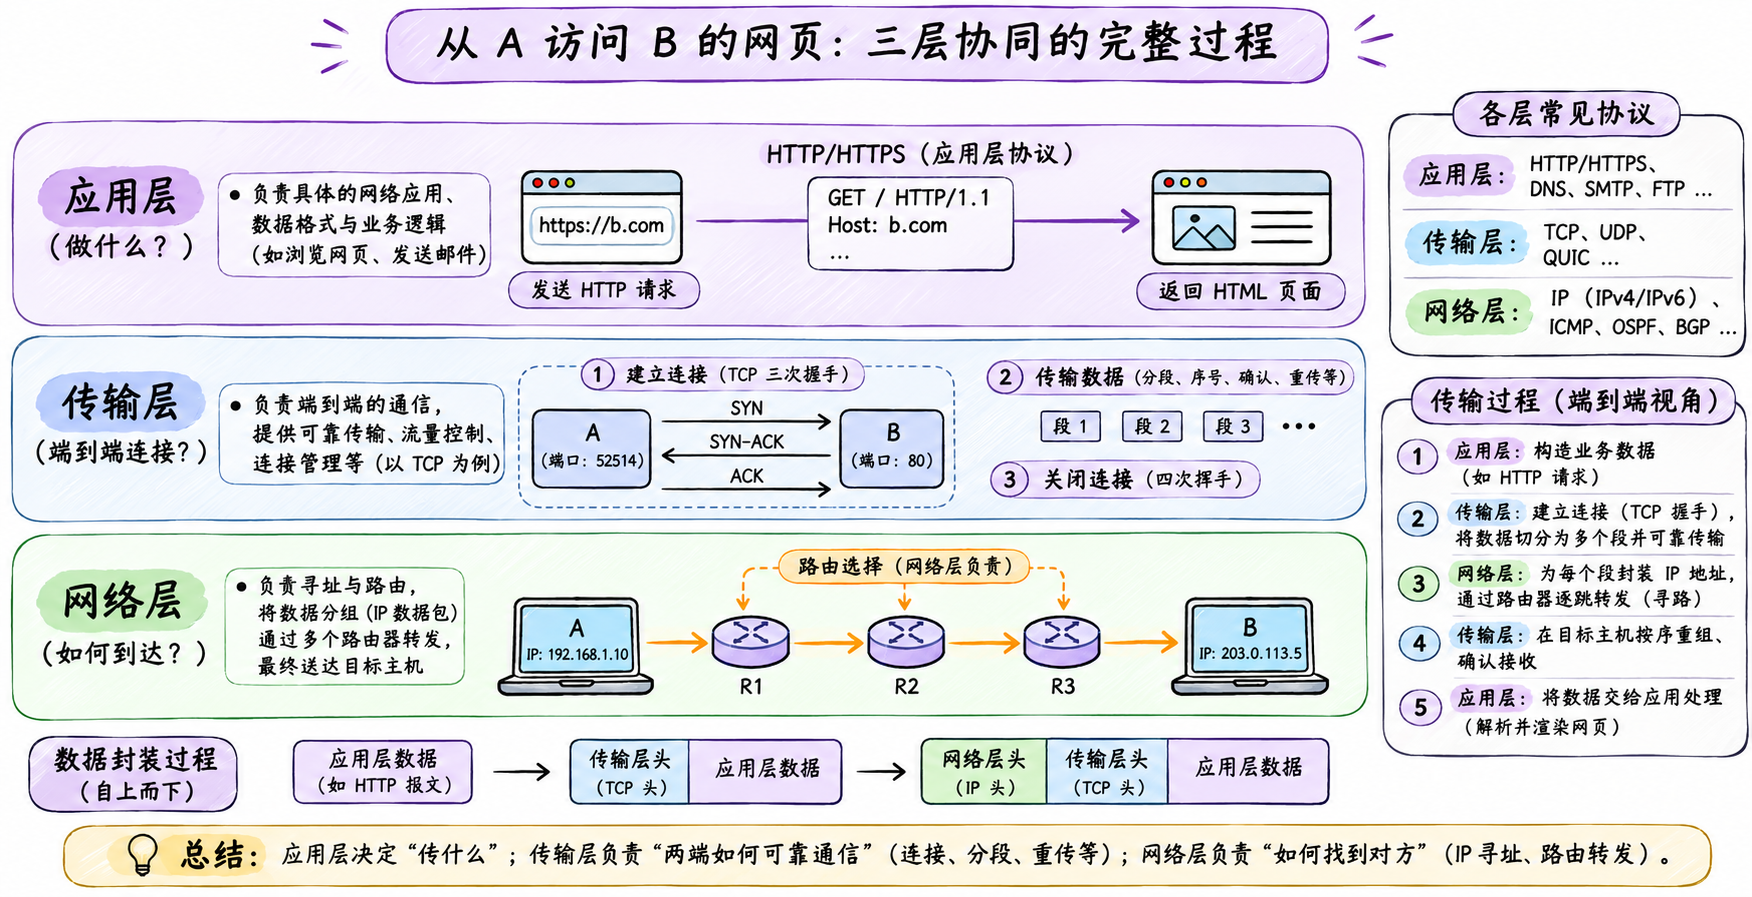 从 A 访问 B 的网页：三层协同的完整过程
应用层
（做什么？）
• 负责具体的网络应用、
数据格式与业务逻辑
（如浏览网页、发送邮件）
https://b.com
发送 HTTP 请求
HTTP/HTTPS（应用层协议）
GET / HTTP/1.1
Host: b.com
...
返回 HTML 页面
传输层
（端到端连接？）
• 负责端到端的通信，
提供可靠传输、流量控制、
连接管理等（以 TCP 为例）
1 建立连接（TCP 三次握手）
A
（端口：52514）
SYN
SYN-ACK
ACK
B
（端口：80）
2 传输数据（分段、序号、确认、重传等）
段 1
段 2
段 3
...
3 关闭连接（四次挥手）
网络层
（如何到达？）
• 负责寻址与路由，
将数据分组（IP 数据包）
通过多个路由器转发，
最终送达目标主机
路由选择（网络层负责）
A
IP: 192.168.1.10
R1
R2
R3
B
IP: 203.0.113.5
数据封装过程
（自上而下）
应用层数据
（如 HTTP 报文）
传输层头
（TCP 头）
应用层数据
网络层头
（IP 头）
传输层头
（TCP 头）
应用层数据
各层常见协议
应用层：
HTTP/HTTPS、
DNS、SMTP、FTP ...
传输层：
TCP、UDP、
QUIC ...
网络层：
IP（IPv4/IPv6）、
ICMP、OSPF、BGP ...
传输过程（端到端视角）
1 应用层：构造业务数据
（如 HTTP 请求）
2 传输层：建立连接（TCP 握手），
将数据切分为多个段并可靠传输
3 网络层：为每个段封装 IP 地址，
通过路由器逐跳转发（寻路）
4 传输层：在目标主机按序重组、
确认接收
5 应用层：将数据交给应用处理
（解析并渲染网页）
总结：应用层决定“传什么”；传输层负责“两端如何可靠通信”（连接、分段、重传等）；网络层负责“如何找到对方”（IP 寻址、路由转发）。